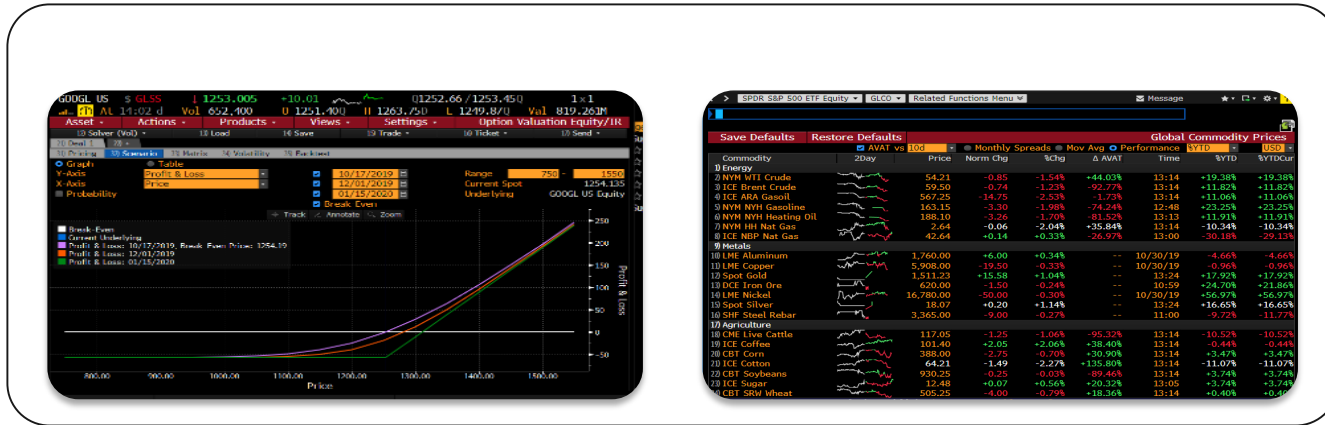 GOOGL US $ GLSS ↓ 1253.005 +10.01 Q1252.66/1253.45Q 1×1
At 14:02 d Vol 652,400 O 1251.40Q H 1263.75D L 1249.87Q Val 819.261M
Asset Actions Products Views Settings Option Valuation Equity/IR
Solver (Vol) Load Save Trade Ticket Send
Deal 1
Pricing Scenario Matrix Volatility Backtest
Graph Table
Y-Axis Profit & Loss 10/17/2019 Range 750 - 1550
X-Axis Price 12/01/2019 Current Spot 1254.135
Probability 01/15/2020 Underlying GOOGL US Equity
Break Even
Track Annotate Zoom
Break-Even
Current Underlying
Profit & Loss: 10/17/2019, Break Even Price: 1254.19
Profit & Loss: 12/01/2019
Profit & Loss: 01/15/2020
250
200
150
100
50
0
-50
Profit & Loss
800.00 900.00 1000.00 1100.00 1200.00 1300.00 1400.00 1500.00
Price
SPDR S&P 500 ETF Equity GLCO Related Functions Menu Message
Save Defaults Restore Defaults Global Commodity Prices
AVAT vs 10d Monthly Spreads Mov Avg Performance %YTD USD
Commodity 2Day Price Norm Chg %Chg Δ AVAT Time %YTD %YTDCur
1) Energy
2) NYM WTI Crude 54.21 -0.85 -1.54% +44.03% 13:14 +19.38% +19.38%
3) ICE Brent Crude 59.50 -0.74 -1.23% -92.77% 13:14 +11.82% +11.82%
4) ICE ARA Gasoil 567.25 -14.75 -2.53% -1.73% 13:14 +11.06% +11.06%
5) NYM NYH Gasoline 163.15 -3.30 -1.98% -74.24% 12:48 +23.25% +23.25%
6) NYM NYH Heating Oil 188.10 -3.26 -1.70% -81.52% 13:13 +11.91% +11.91%
7) NYM HH Nat Gas 2.64 -0.06 -2.04% +35.84% 13:14 -10.34% -10.34%
8) ICE NBP Nat Gas 42.64 +0.14 +0.33% -26.97% 13:00 -30.18% -29.13%
9) Metals
10) LME Aluminum 1,760.00 +6.00 +0.34% -- 10/30/19 -4.66% -4.66%
11) LME Copper 5,908.00 -19.50 -0.33% -- 10/30/19 -0.96% -0.96%
12) Spot Gold 1,511.23 +15.58 +1.04% -- 13:24 +17.92% +17.92%
13) DCE Iron Ore 620.00 -1.50 -0.24% -- 10:59 +24.70% +21.86%
14) LME Nickel 16,780.00 -50.00 -0.30% -- 10/30/19 +56.97% +56.97%
15) Spot Silver 18.07 +0.20 +1.14% -- 13:24 +16.65% +16.65%
16) SHF Steel Rebar 3,365.00 -9.00 -0.27% -- 11:00 -9.72% -11.77%
17) Agriculture
18) CME Live Cattle 117.05 -1.25 -1.06% -95.32% 13:14 -10.52% -10.52%
19) ICE Coffee 101.40 +2.05 +2.06% +38.40% 13:14 -0.44% -0.44%
20) CBT Corn 388.00 -2.75 -0.70% +30.90% 13:14 +3.47% +3.47%
21) ICE Cotton 64.21 -1.49 -2.27% +135.80% 13:14 -11.07% -11.07%
22) CBT Soybeans 930.25 -0.25 -0.03% -89.46% 13:14 +3.74% +3.74%
23) ICE Sugar 12.48 +0.07 +0.56% +20.32% 13:05 +3.74% +3.74%
CBT SRW Wheat 505.25 -4.00 -0.79% +18.36% 13:14 +0.40%